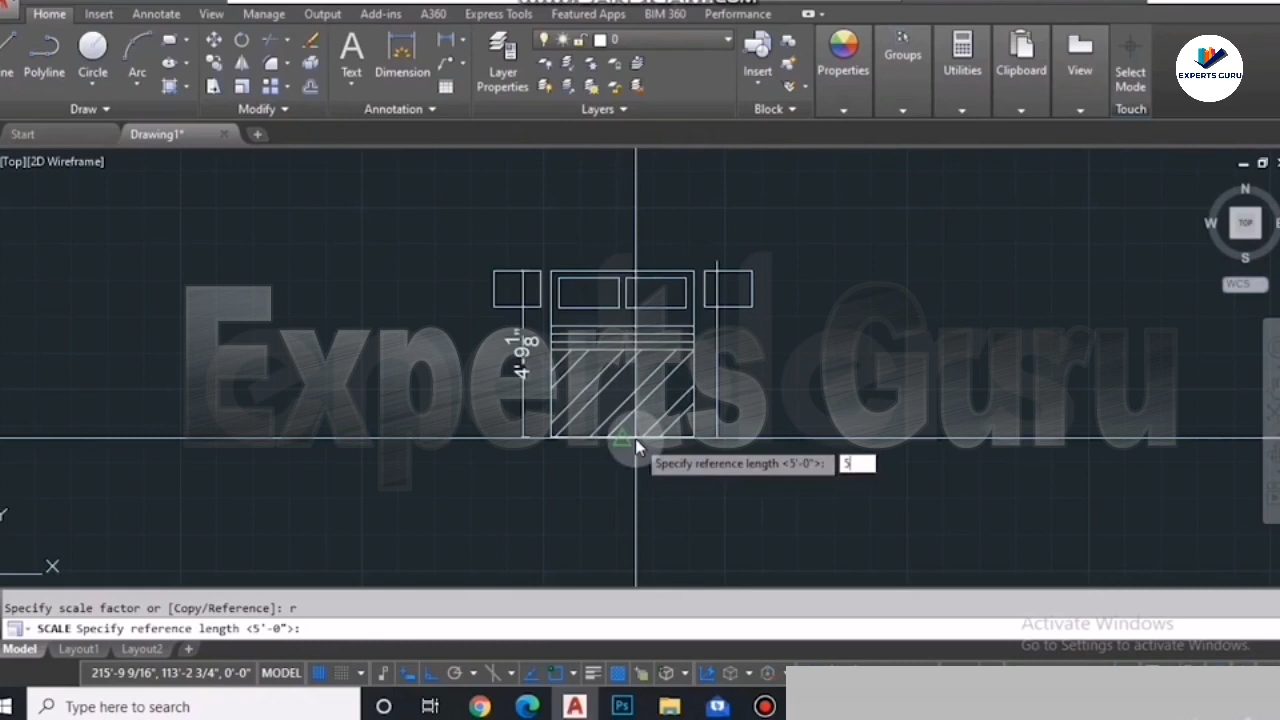 Home Insert Annotate View Manage Output Add-ins A360 Express Tools Featured Apps BIM 360 Performance
Polyline Circle Arc Text Dimension Layer Properties 0 Insert Properties Groups Utilities Clipboard View Select Mode
EXPERTS GURU
Draw Modify Annotation Layers Block Touch
Start Drawing1*
[Top][2D Wireframe]
N
W TOP
S
WCS
4'-9 1"
8
Experts Guru
Specify reference length <5'-0">: 5
X
Specify scale factor or [Copy/Reference]: r
SCALE Specify reference length <5'-0">:
Activate Windows
Go to Settings to activate Windows.
Model Layout1 Layout2 +
215'-9 9/16", 113'-2 3/4", 0'-0" MODEL
Type here to search
A Ps